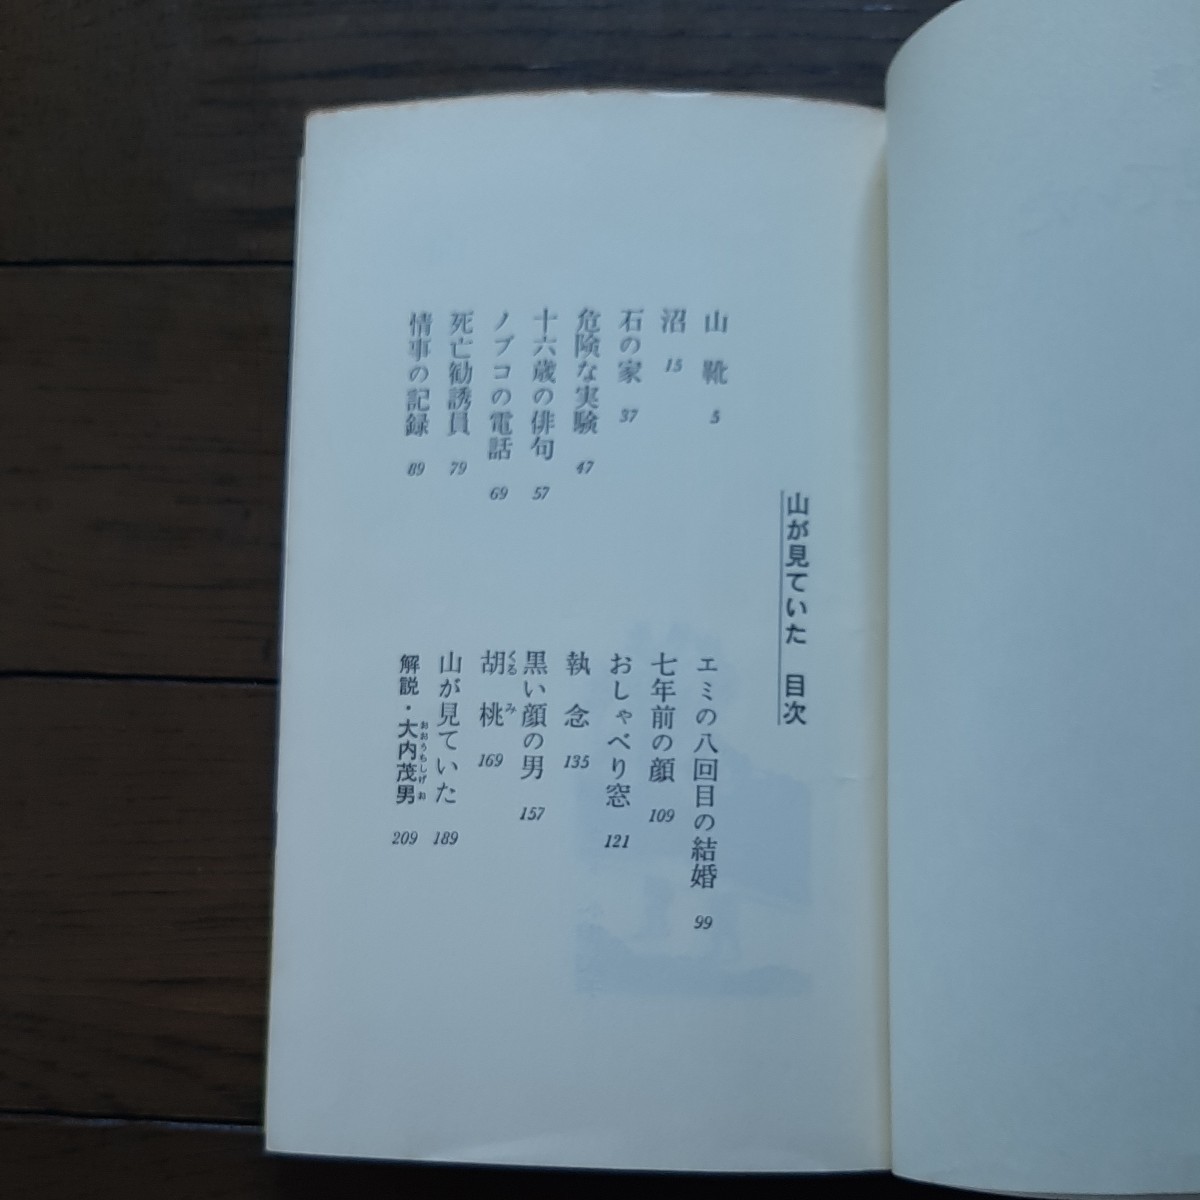 山が見ていた 目次
山靴 5
沼 15
石の家 37
危険な実験 47
十六歳の俳句 57
ノブコの電話 69
死亡勧誘員 79
情事の記録 89
エミの八回目の結婚 99
七年前の顔 109
おしゃべり窓 121
執念 135
黒い顔の男 157
胡桃 169
くるみ
山が見ていた 189
解説・大内茂男 209
おおうちしげお